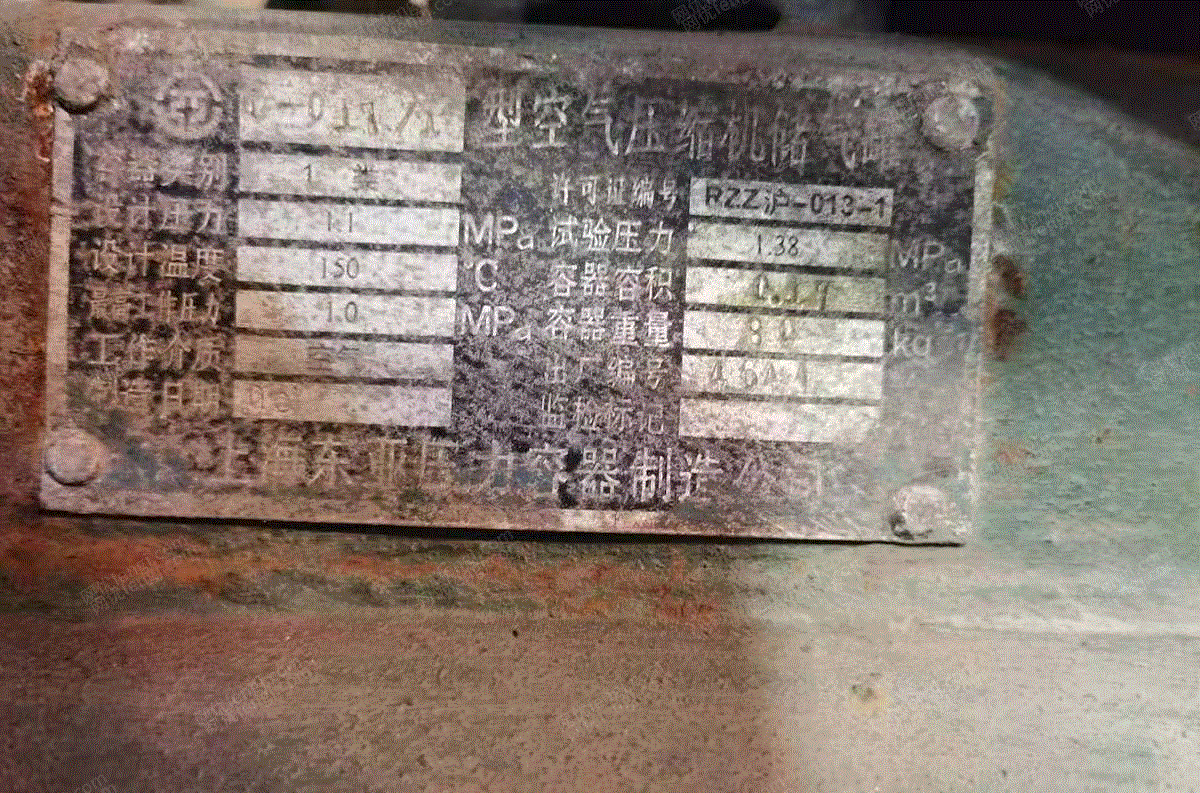 型空气压缩机储气罐
容器类别 1 类 许可证编号 RZZ沪-013-1
设计压力 1.1 MPa 试验压力 1.38 MPa
设计温度 150 ℃ 容器容积 m³
最高工作压力 1.0 MPa 容器重量 kg
工作介质 出厂编号
制造日期 监检标记
上海东亚压力容器制造公司